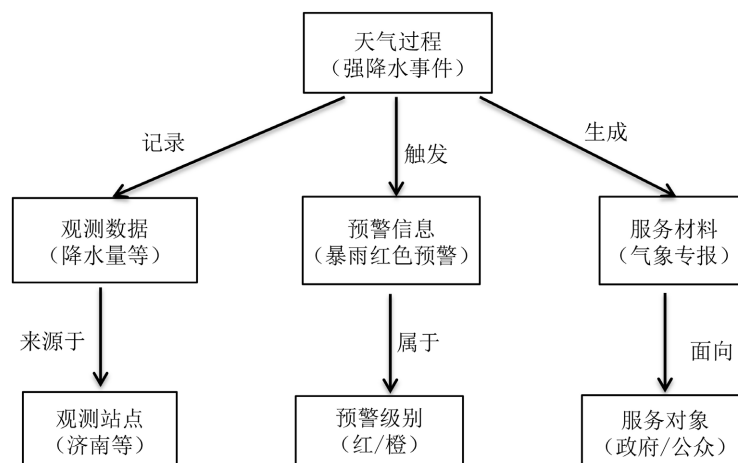 天气过程
（强降水事件）
记录
触发
生成
观测数据
（降水量等）
预警信息
（暴雨红色预警）
服务材料
（气象专报）
来源于
属于
面向
观测站点
（济南等）
预警级别
（红/橙）
服务对象
（政府/公众）